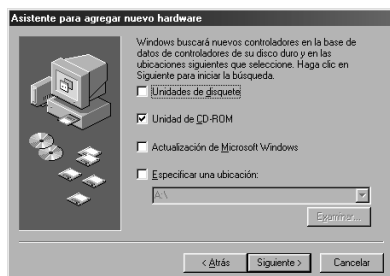 Asistente para agregar nuevo hardware
Windows buscará nuevos controladores en la base de
datos de controladores de su disco duro y en las
ubicaciones siguientes que seleccione. Haga clic en
Siguiente para iniciar la búsqueda.
Unidades de disquete
Unidad de CD-ROM
Actualización de Microsoft Windows
Especificar una ubicación:
A:\
Examinar...
< Atrás Siguiente > Cancelar